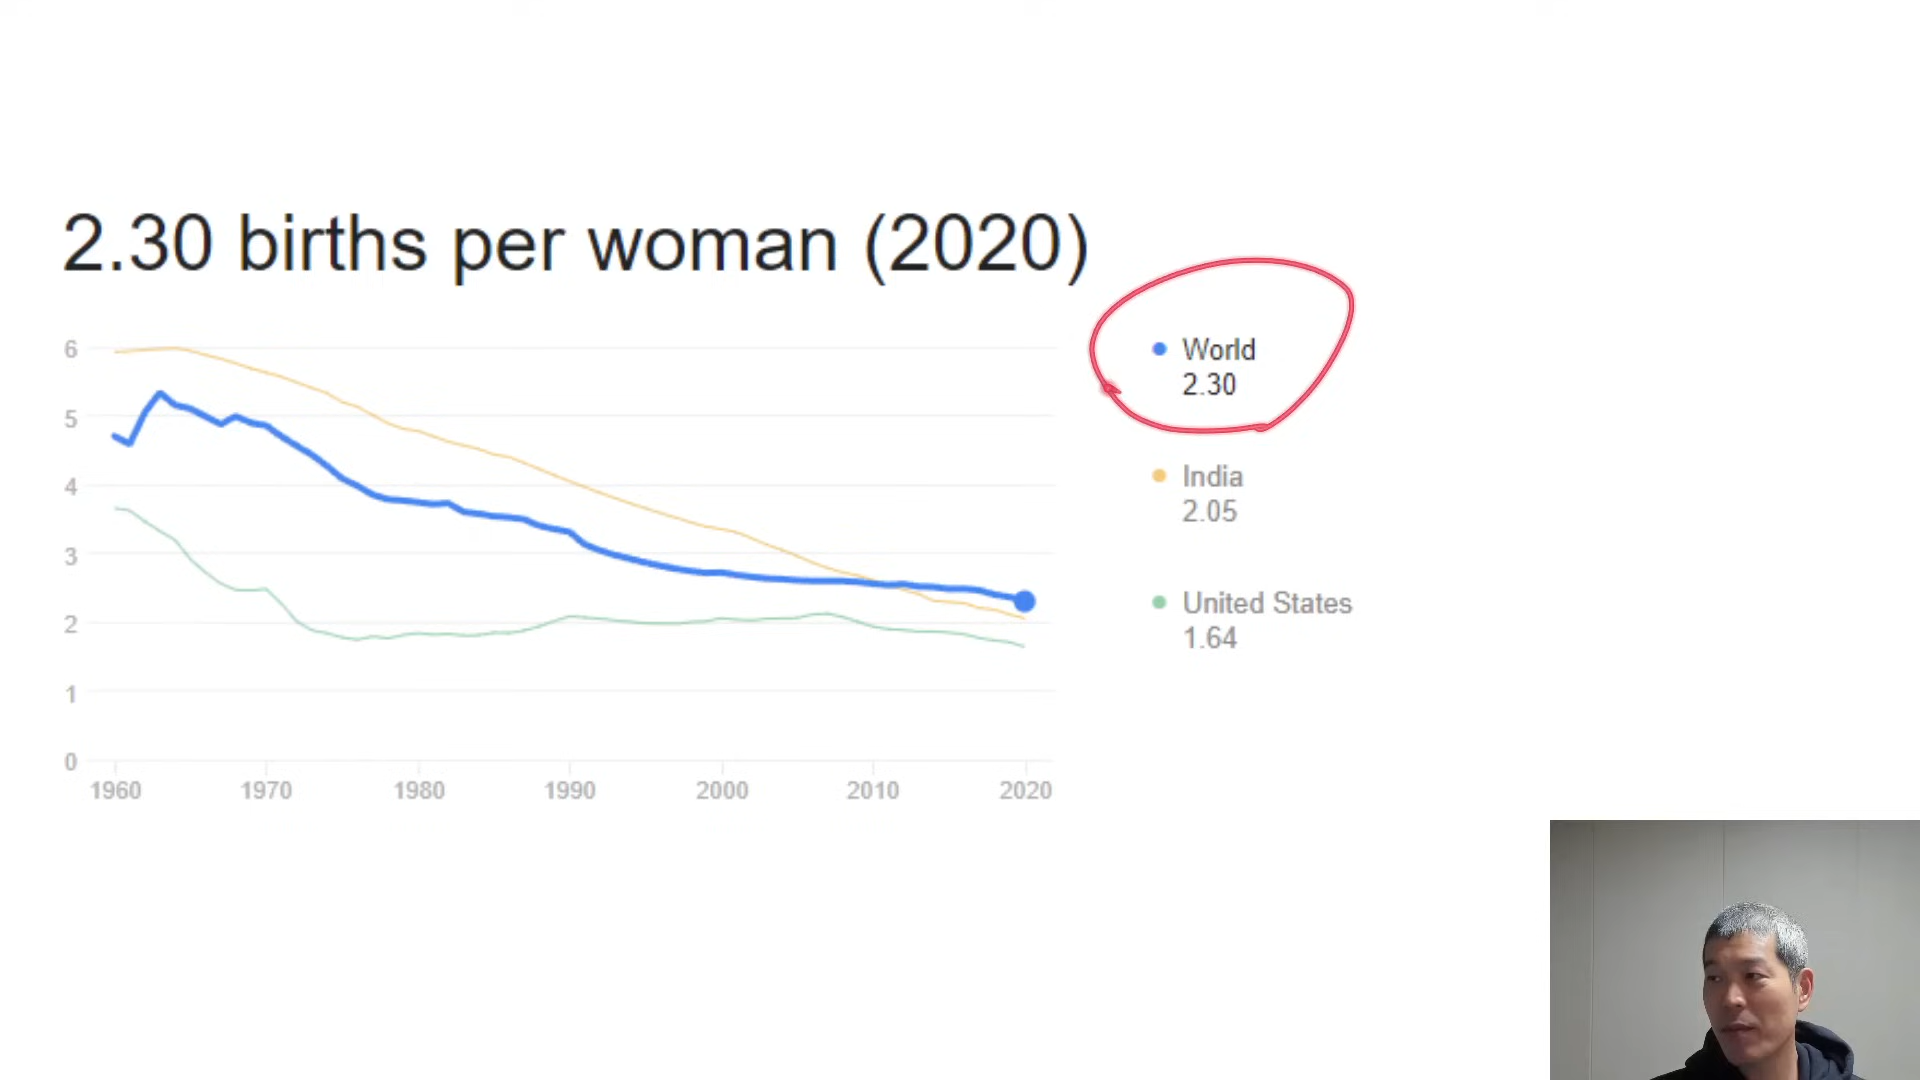 2.30 births per woman (2020)
World
2.30
India
2.05
United States
1.64
6
5
4
3
2
1
0
1960 1970 1980 1990 2000 2010 2020